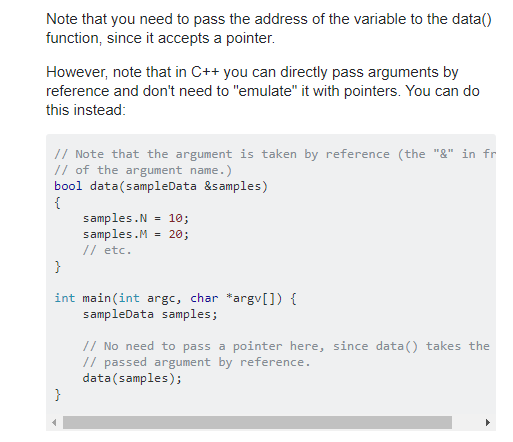 Note that you need to pass the address of the variable to the data()
function, since it accepts a pointer.
However, note that in C++ you can directly pass arguments by
reference and don't need to "emulate" it with pointers. You can do
this instead:
// Note that the argument is taken by reference (the "&" in fr
// of the argument name.)
bool data(sampleData &samples)
{
    samples.N = 10;
    samples.M = 20;
    // etc.
}
int main(int argc, char *argv[]) {
    sampleData samples;
    // No need to pass a pointer here, since data() takes the
    // passed argument by reference.
    data(samples);
}